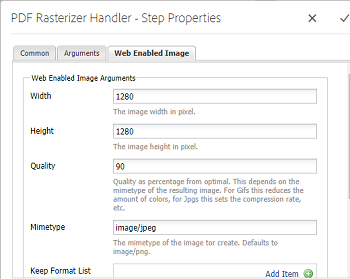 PDF Rasterizer Handler - Step Properties
Common Arguments Web Enabled Image
Web Enabled Image Arguments
Width 1280
The image width in pixel.
Height 1280
The image height in pixel.
Quality 90
Quality as percentage from optimal. This depends on the
mimetype of the resulting image. For Gifs this reduces the
amount of colors, for Jpgs this sets the compression rate,
etc.
Mimetype image/jpeg
The mimetype of the image tor create. Defaults to
image/png.
Keep Format List Add Item